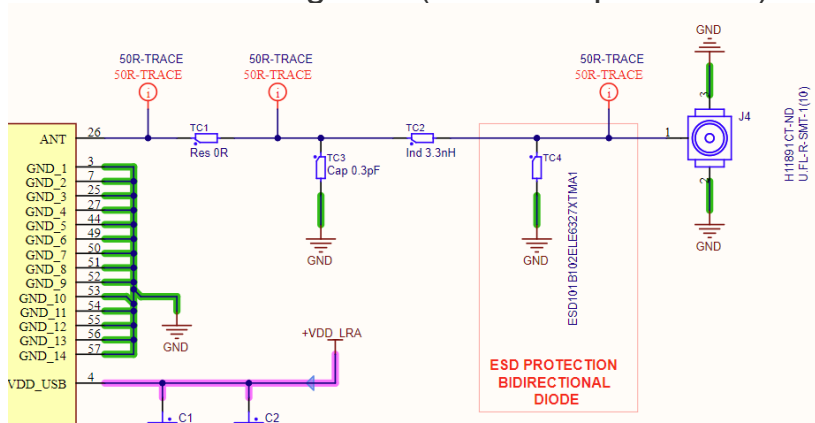 50R-TRACE
50R-TRACE
50R-TRACE
50R-TRACE
50R-TRACE
50R-TRACE
GND
3
J4
H11891CT-ND
U.FL-R-SMT-1(10)
ANT
26
TC1
Res 0R
TC2
Ind 3.3nH
1
TC3
Cap 0.3pF
TC4
ESD101B102ELE6327XTMA1
2
GND
GND
GND
GND_1
3
GND_2
7
GND_3
25
GND_4
27
GND_5
44
GND_6
49
GND_7
50
GND_8
51
GND_9
52
GND_10
53
GND_11
54
GND_12
55
GND_13
56
GND_14
57
GND
+VDD_LRA
VDD_USB
4
C1
C2
ESD PROTECTION
BIDIRECTIONAL
DIODE